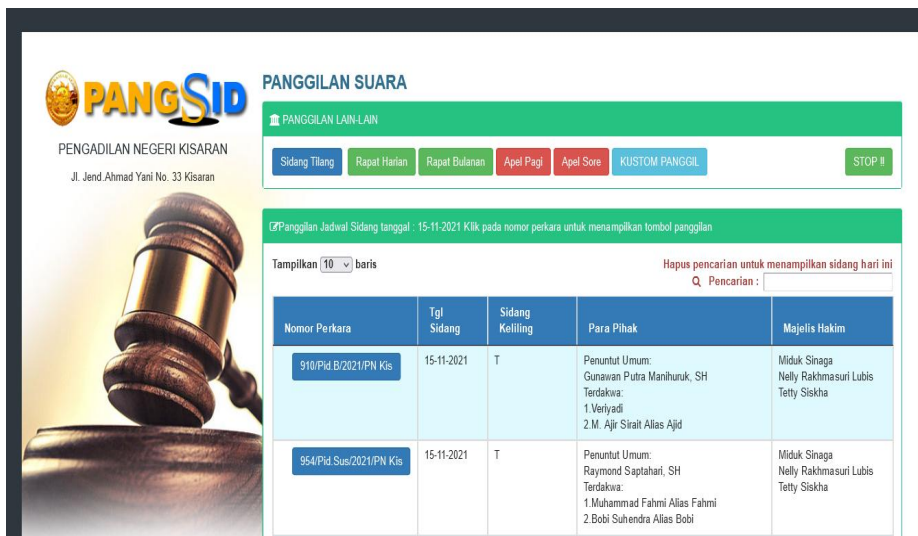 PANGSID
PENGADILAN NEGERI KISARAN
Jl. Jend.Ahmad Yani No. 33 Kisaran
PANGGILAN SUARA
PANGGILAN LAIN-LAIN
Sidang Tilang Rapat Harian Rapat Bulanan Apel Pagi Apel Sore KUSTOM PANGGIL STOP !!
Panggilan Jadwal Sidang tanggal : 15-11-2021 Klik pada nomor perkara untuk menampilkan tombol panggilan
Tampilkan 10 baris
Hapus pencarian untuk menampilkan sidang hari ini
Pencarian :
Nomor Perkara Tgl Sidang Sidang Keliling Para Pihak Majelis Hakim
910/Pid.B/2021/PN Kis 15-11-2021 T Penuntut Umum: Miduk Sinaga
Gunawan Putra Manihuruk, SH Nelly Rakhmasuri Lubis
Terdakwa: Tetty Siskha
1.Veriyadi
2.M. Ajir Sirait Alias Ajid
954/Pid.Sus/2021/PN Kis 15-11-2021 T Penuntut Umum: Miduk Sinaga
Raymond Saptahari, SH Nelly Rakhmasuri Lubis
Terdakwa: Tetty Siskha
1.Muhammad Fahmi Alias Fahmi
2.Bobi Suhendra Alias Bobi